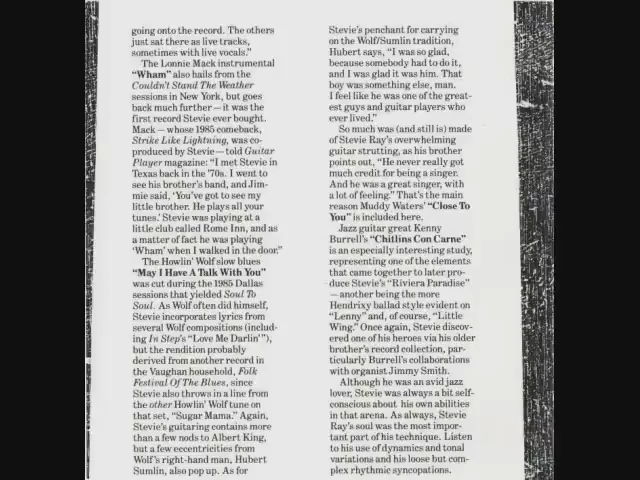 going onto the record. The others
just sat there as live tracks,
sometimes with live vocals."
The Lonnie Mack instrumental
"Wham" also hails from the
Couldn't Stand The Weather
sessions in New York, but goes
back much further — it was the
first record Stevie ever bought.
Mack — whose 1985 comeback,
Strike Like Lightning, was co-
produced by Stevie — told Guitar
Player magazine: "I met Stevie in
Texas back in the '70s. I went to
see his brother's band, and Jim-
mie said, 'You've got to see my
little brother. He plays all your
tunes.' Stevie was playing at a
little club called Rome Inn, and as
a matter of fact he was playing
'Wham' when I walked in the door."
The Howlin' Wolf slow blues
"May I Have A Talk With You"
was cut during the 1985 Dallas
sessions that yielded Soul To
Soul. As Wolf often did himself,
Stevie incorporates lyrics from
several Wolf compositions (includ-
ing In Step's "Love Me Darlin'"),
but the rendition probably
derived from another record in
the Vaughan household, Folk
Festival Of The Blues, since
Stevie also throws in a line from
the other Howlin' Wolf tune on
that set, "Sugar Mama." Again,
Stevie's guitaring contains more
than a few nods to Albert King,
but a few eccentricities from
Wolf's right-hand man, Hubert
Sumlin, also pop up. As for
Stevie's penchant for carrying
on the Wolf/Sumlin tradition,
Hubert says, "I was so glad,
because somebody had to do it,
and I was glad it was him. That
boy was something else, man.
I feel like he was one of the great-
est guys and guitar players who
ever lived."
So much was (and still is) made
of Stevie Ray's overwhelming
guitar strutting, as his brother
points out, "He never really got
much credit for being a singer.
And he was a great singer, with
a lot of feeling." That's the main
reason Muddy Waters' "Close To
You" is included here.
Jazz guitar great Kenny
Burrell's "Chitlins Con Carne"
is an especially interesting study,
representing one of the elements
that came together to later pro-
duce Stevie's "Riviera Paradise"
— another being the more
Hendrixy ballad style evident on
"Lenny" and, of course, "Little
Wing." Once again, Stevie discov-
ered one of his heroes via his older
brother's record collection, par-
ticularly Burrell's collaborations
with organist Jimmy Smith.
Although he was an avid jazz
lover, Stevie was always a bit self-
conscious about his own abilities
in that arena. As always, Stevie
Ray's soul was the most impor-
tant part of his technique. Listen
to his use of dynamics and tonal
variations and his loose but com-
plex rhythmic syncopations.